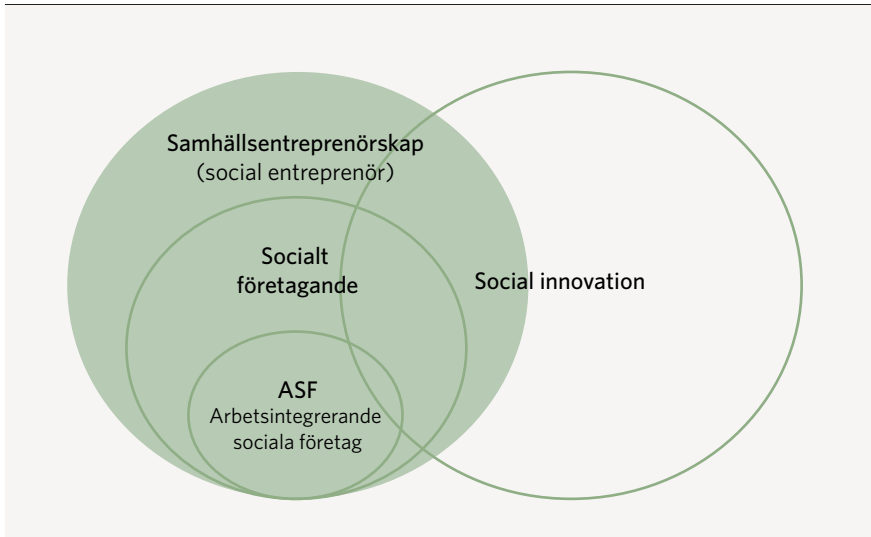 Samhällsentreprenörskap
(social entreprenör)
Socialt
företagande
Social innovation
ASF
Arbetsintegrerande
sociala företag